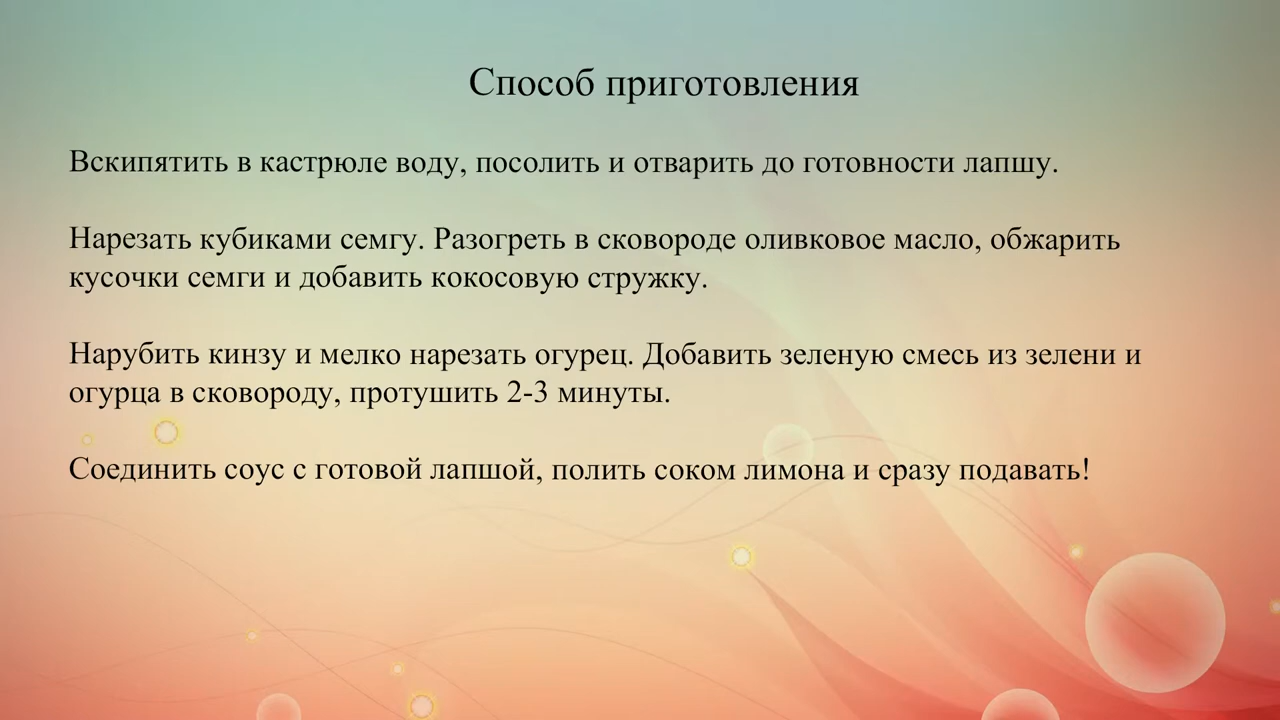 Способ приготовления
Вскипятить в кастрюле воду, посолить и отварить до готовности лапшу.
Нарезать кубиками семгу. Разогреть в сковороде оливковое масло, обжарить
кусочки семги и добавить кокосовую стружку.
Нарубить кинзу и мелко нарезать огурец. Добавить зеленую смесь из зелени и
огурца в сковороду, протушить 2-3 минуты.
Соединить соус с готовой лапшой, полить соком лимона и сразу подавать!